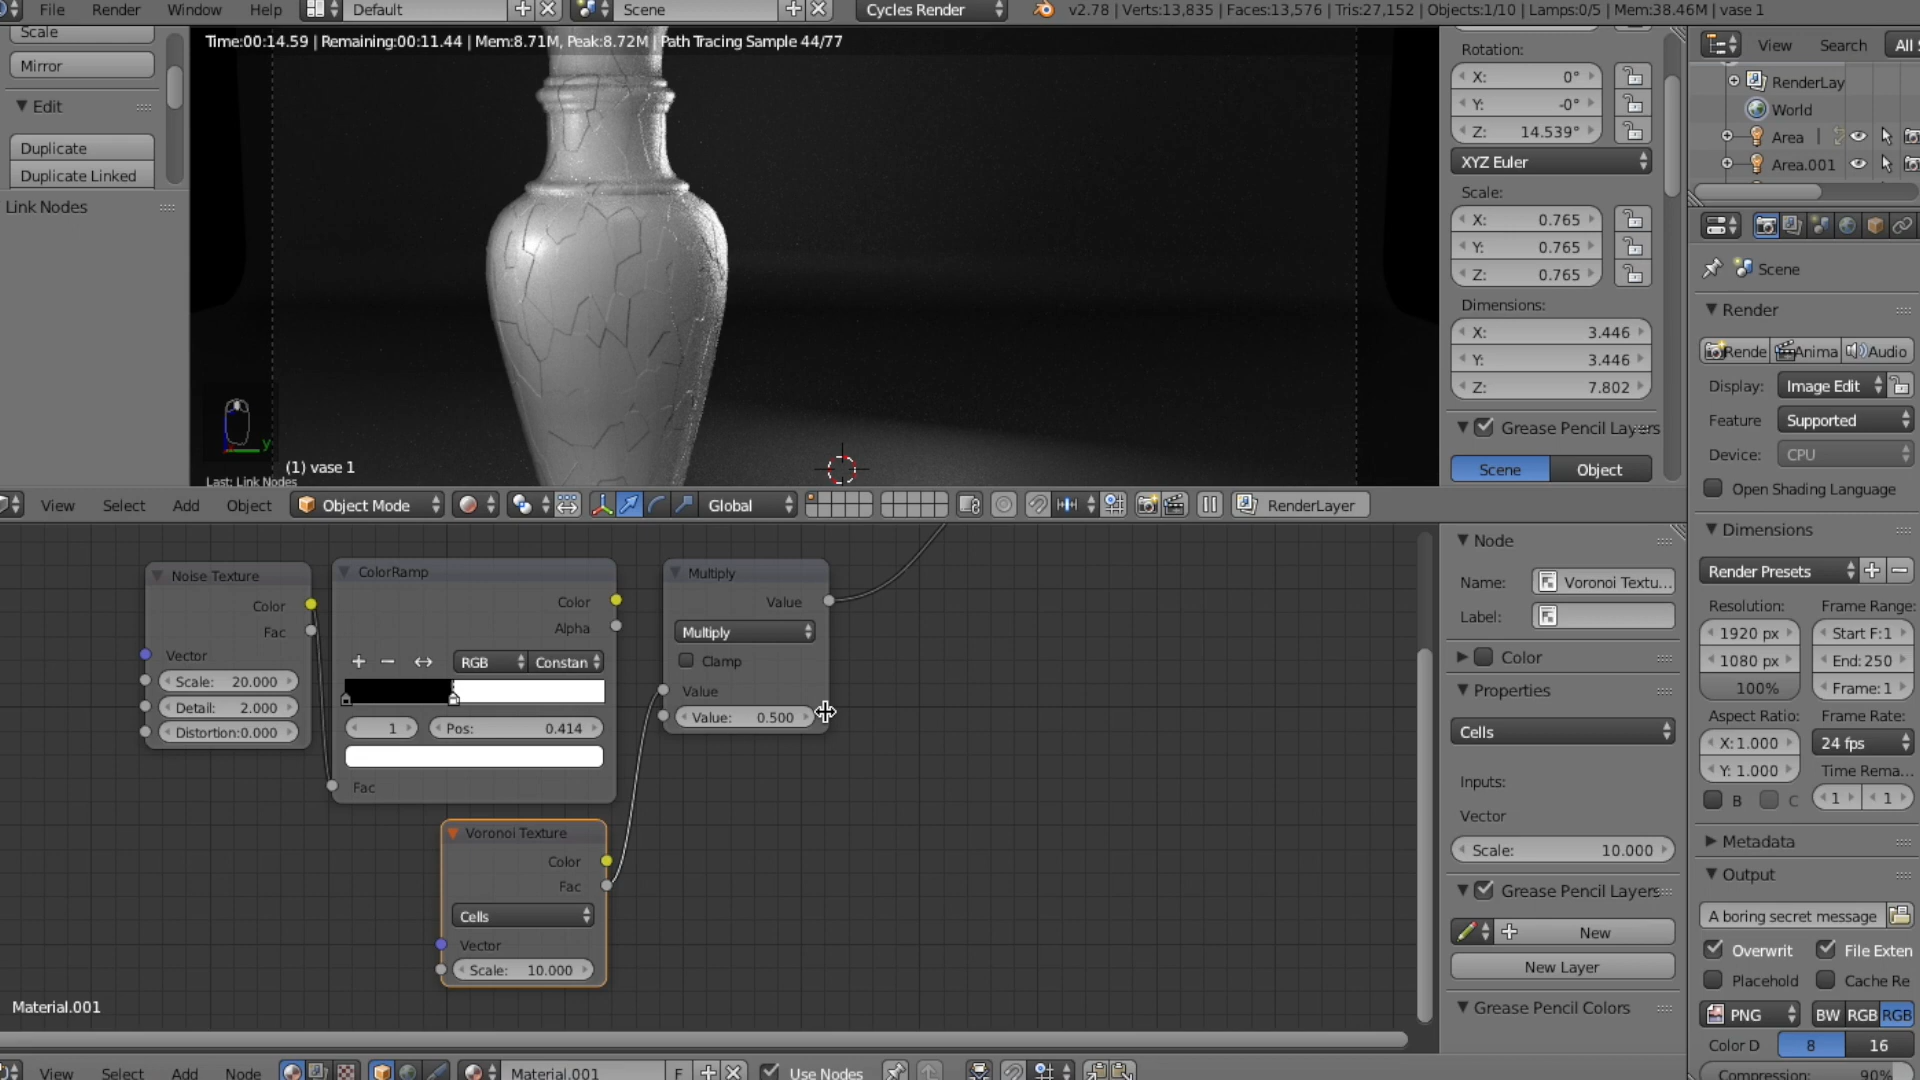 File Render Window Help Default Scene Cycles Render v2.78 | Verts:13,835 | Faces:13,576 | Tris:27,152 | Objects:1/10 | Lamps:0/5 | Mem:38.46M | vase 1
Scale
Mirror
Edit
Duplicate
Duplicate Linked
Link Nodes
Time:00:14.59 | Remaining:00:11.44 | Mem:8.71M, Peak:8.72M | Path Tracing Sample 44/77
y
(1) vase 1
Last: Link Nodes
Rotation:
X: 0°
Y: -0°
Z: 14.539°
XYZ Euler
Scale:
X: 0.765
Y: 0.765
Z: 0.765
Dimensions:
X: 3.446
Y: 3.446
Z: 7.802
Grease Pencil Layers
Scene Object
View Search All S
RenderLay
World
Area
Area.001
Scene
Render
Rende Anima Audio
Display: Image Edit
Feature Supported
Device: CPU
Open Shading Language
Dimensions
Render Presets
Resolution: Frame Range:
1920 px Start F:1
1080 px End: 250
100% Frame: 1
Aspect Ratio: Frame Rate:
X: 1.000 24 fps
Y: 1.000 Time Rema...
B C 1 1
Metadata
Output
A boring secret message
Overwrit File Exten
Placehold Cache Re
PNG BW RGB RGB
Color D 8 16
Compression: 90%
View Select Add Object Object Mode Global RenderLayer
Noise Texture
Color
Fac
Vector
Scale: 20.000
Detail: 2.000
Distortion:0.000
ColorRamp
Color
Alpha
+ − RGB Constan
1 Pos: 0.414
Fac
Multiply
Value
Multiply
Clamp
Value
Value: 0.500
Voronoi Texture
Color
Fac
Cells
Vector
Scale: 10.000
Material.001
Node
Name: Voronoi Textu...
Label:
Color
Properties
Cells
Inputs:
Vector
Scale: 10.000
Grease Pencil Layers
New
New Layer
Grease Pencil Colors
View Select Add Node Material.001 F Use Nodes